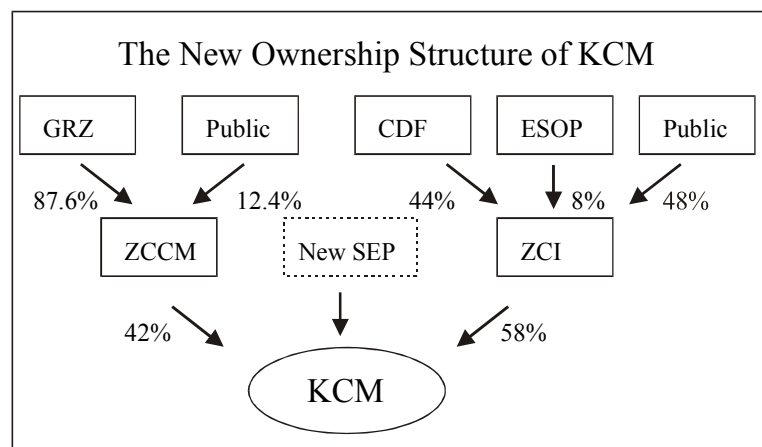 The New Ownership Structure of KCM
GRZ Public CDF ESOP Public
87.6% 12.4% 44% 8% 48%
ZCCM New SEP ZCI
42% 58%
KCM